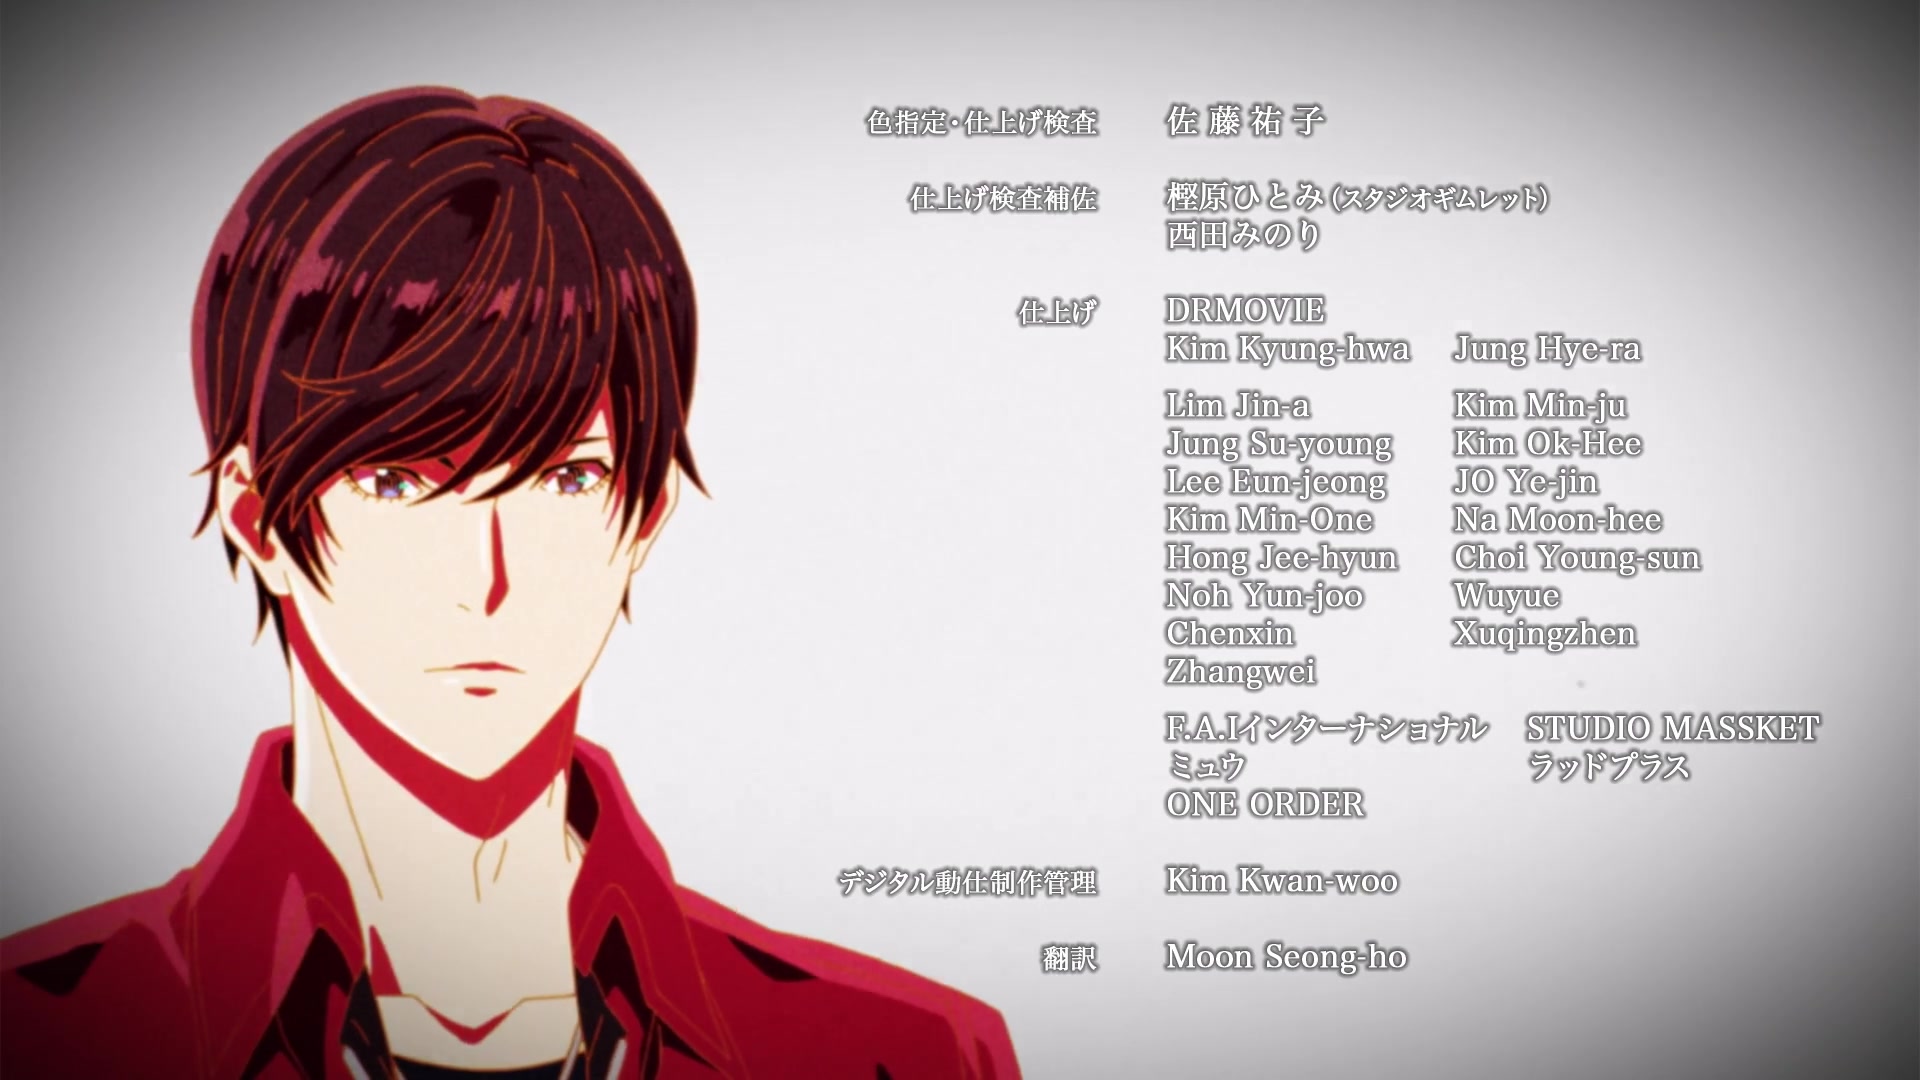 色指定・仕上げ検査 佐藤祐子
仕上げ検査補佐 樫原ひとみ（スタジオギムレット）
西田みのり
仕上げ DRMOVIE
Kim Kyung-hwa Jung Hye-ra
Lim Jin-a Kim Min-ju
Jung Su-young Kim Ok-Hee
Lee Eun-jeong JO Ye-jin
Kim Min-One Na Moon-hee
Hong Jee-hyun Choi Young-sun
Noh Yun-joo Wuyue
Chenxin Xuqingzhen
Zhangwei
F.A.Iインターナショナル STUDIO MASSKET
ミュウ ラッドプラス
ONE ORDER
デジタル動仕制作管理 Kim Kwan-woo
翻訳 Moon Seong-ho